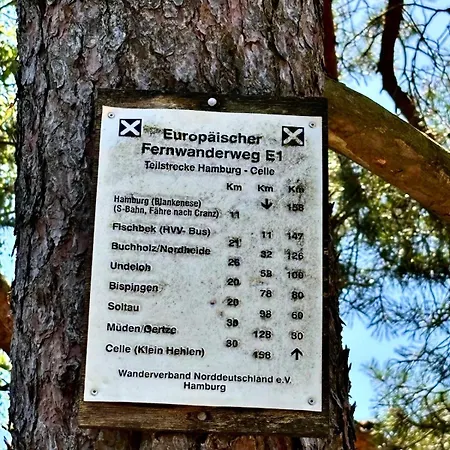 Europäischer
Fernwanderweg E1
Teilstrecke Hamburg - Celle
Km Km Km
Hamburg (Blankenese)
(S-Bahn, Fähre nach Cranz) ↓ 158
11
Fischbek (HVV- Bus) 11 147
21
Buchholz/Nordheide 32 126
26
Undeloh 58 100
20
Bispingen 78 80
20
Soltau 98 60
30
Müden/Oertze 128 30
30
Celle (Klein Hehlen) 158 ↑
Wanderverband Norddeutschland e.V.
Hamburg